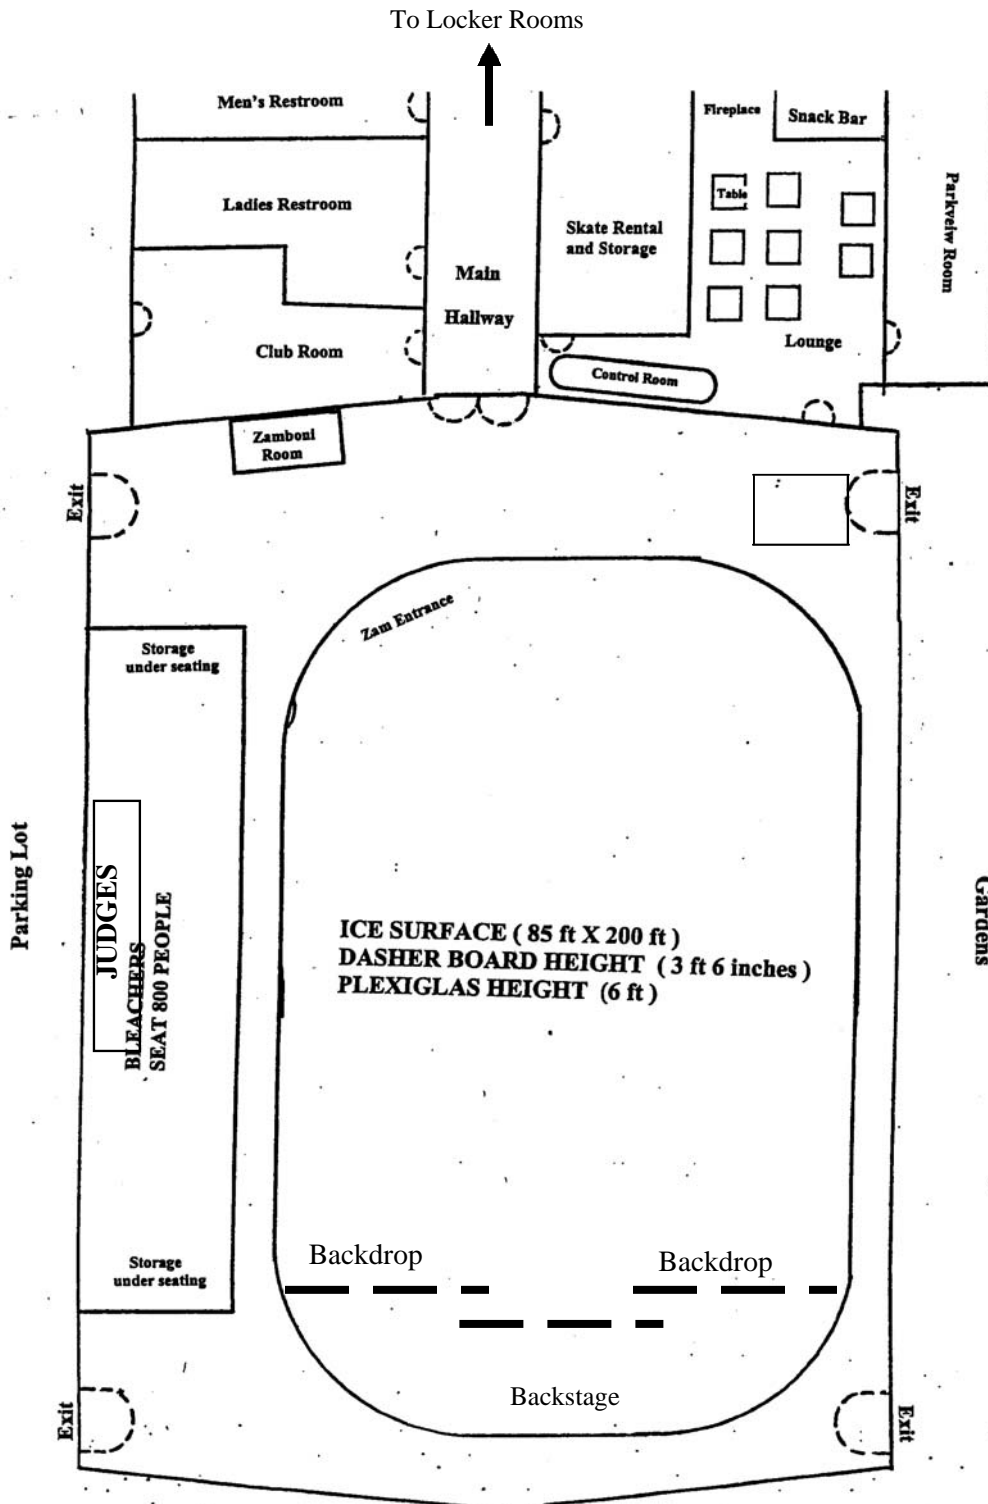 To Locker Rooms
Men's Restroom
Fireplace
Snack Bar
Ladies Restroom
Table
Parkveiw Room
Skate Rental
and Storage
Main
Hallway
Club Room
Lounge
Control Room
Zamboni
Room
Exit
Exit
Zam Entrance
Storage
under seating
Parking Lot
JUDGES
BLEACHERS
SEAT 800 PEOPLE
ICE SURFACE ( 85 ft X 200 ft )
DASHER BOARD HEIGHT ( 3 ft 6 inches )
PLEXIGLAS HEIGHT (6 ft )
Gardens
Backdrop
Backdrop
Storage
under seating
Backstage
Exit
Exit